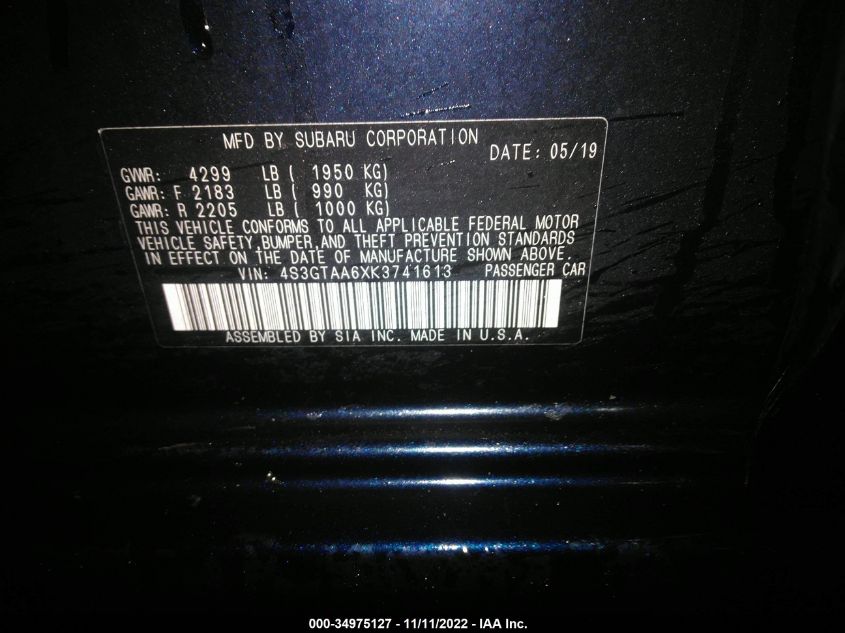 MFD BY SUBARU CORPORATION
DATE: 05/19
GVWR: 4299 LB ( 1950 KG)
GAWR: F 2183 LB ( 990 KG)
GAWR: R 2205 LB ( 1000 KG)
THIS VEHICLE CONFORMS TO ALL APPLICABLE FEDERAL MOTOR
VEHICLE SAFETY,BUMPER,AND THEFT PREVENTION STANDARDS
IN EFFECT ON THE DATE OF MANUFACTURE SHOWN ABOVE.
VIN: 4S3GTAA6XK3741613 PASSENGER CAR
ASSEMBLED BY SIA INC. MADE IN U.S.A.
000-34975127 - 11/11/2022 - IAA Inc.